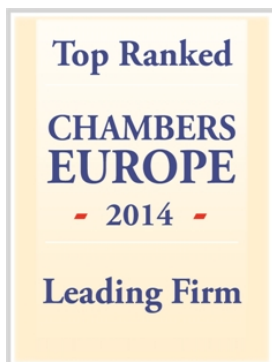 Top Ranked
CHAMBERS
EUROPE
- 2014 -
Leading Firm